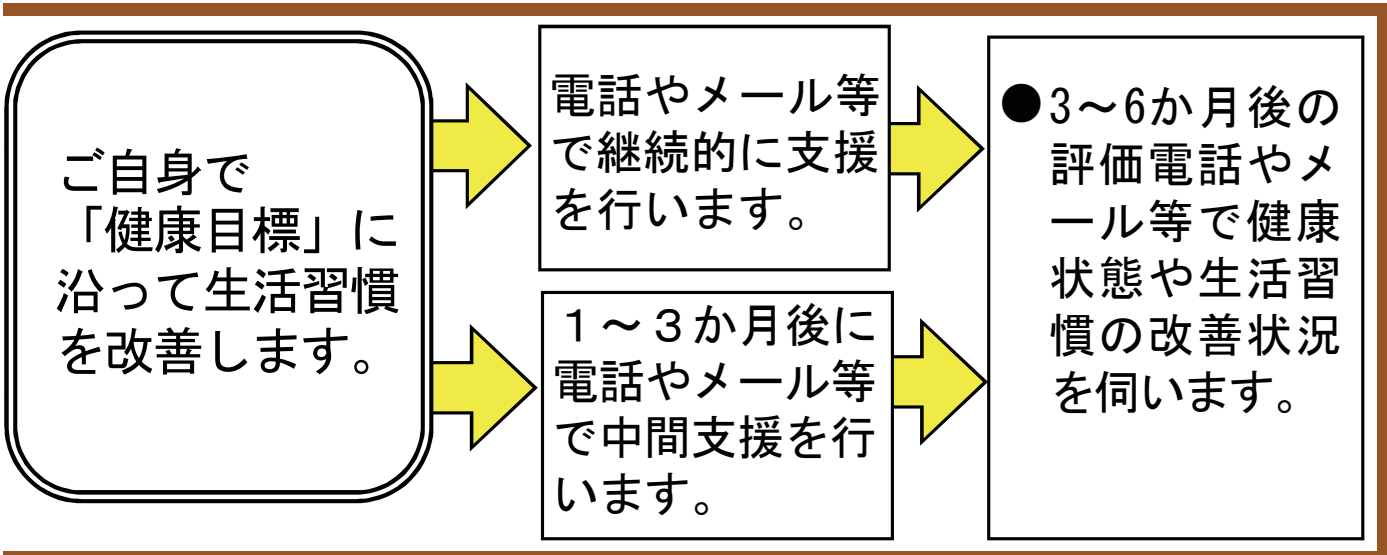 ご自身で
「健康目標」に
沿って生活習慣
を改善します。
電話やメール等
で継続的に支援
を行います。
１～３か月後に
電話やメール等
で中間支援を行
います。
●3～6か月後の
評価電話やメ
ール等で健康
状態や生活習
慣の改善状況
を伺います。